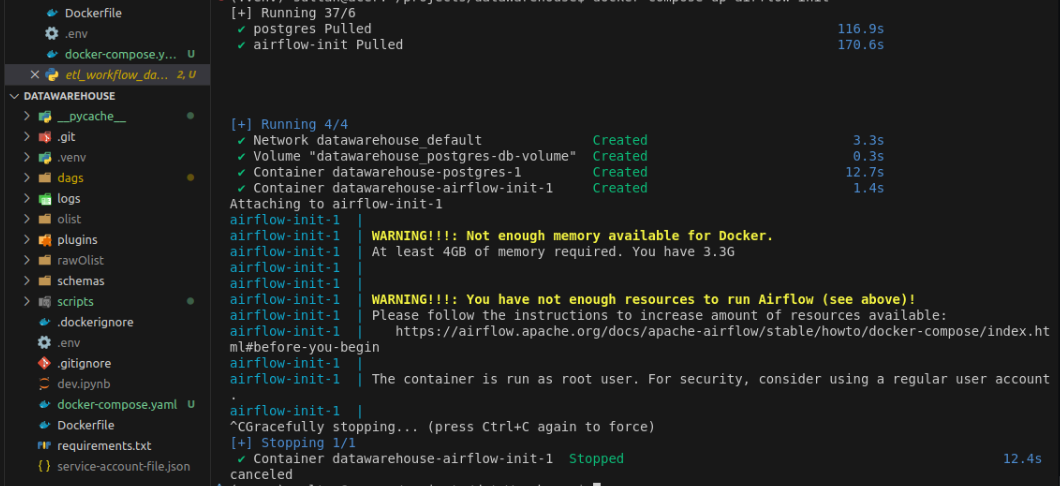 Dockerfile
.env
docker-compose.y... U
etl_workflow_da... 2, U
DATAWAREHOUSE
__pycache__
.git
.venv
dags
logs
olist
plugins
rawOlist
schemas
scripts
.dockerignore
.env
.gitignore
dev.ipynb
docker-compose.yaml U
Dockerfile
requirements.txt
service-account-file.json
[+] Running 37/6
✔ postgres Pulled 116.9s
✔ airflow-init Pulled 170.6s
[+] Running 4/4
✔ Network datawarehouse_default Created 3.3s
✔ Volume "datawarehouse_postgres-db-volume" Created 0.3s
✔ Container datawarehouse-postgres-1 Created 12.7s
✔ Container datawarehouse-airflow-init-1 Created 1.4s
Attaching to airflow-init-1
airflow-init-1 |
airflow-init-1 | WARNING!!!: Not enough memory available for Docker.
airflow-init-1 | At least 4GB of memory required. You have 3.3G
airflow-init-1 |
airflow-init-1 |
airflow-init-1 | WARNING!!!: You have not enough resources to run Airflow (see above)!
airflow-init-1 | Please follow the instructions to increase amount of resources available:
airflow-init-1 | https://airflow.apache.org/docs/apache-airflow/stable/howto/docker-compose/index.ht
ml#before-you-begin
airflow-init-1 |
airflow-init-1 | The container is run as root user. For security, consider using a regular user account
.
airflow-init-1 |
^CGracefully stopping... (press Ctrl+C again to force)
[+] Stopping 1/1
✔ Container datawarehouse-airflow-init-1 Stopped 12.4s
canceled